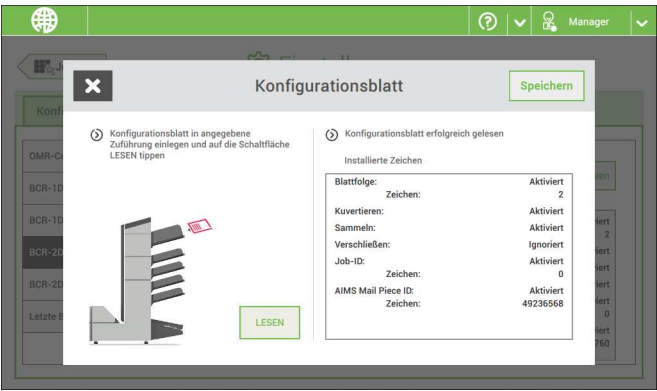 Manager
Konfigurationsblatt
Speichern
Konfigurationsblatt in angegebene
Zuführung einlegen und auf die Schaltfläche
LESEN tippen
LESEN
Konfigurationsblatt erfolgreich gelesen
Installierte Zeichen
Blattfolge: Aktiviert
Zeichen: 2
Kuvertieren: Aktiviert
Sammeln: Aktiviert
Verschließen: Ignoriert
Job-ID: Aktiviert
Zeichen: 0
AIMS Mail Piece ID: Aktiviert
Zeichen: 49236568
BCR-1D
BCR-1D
BCR-2D
BCR-2D
Letzte